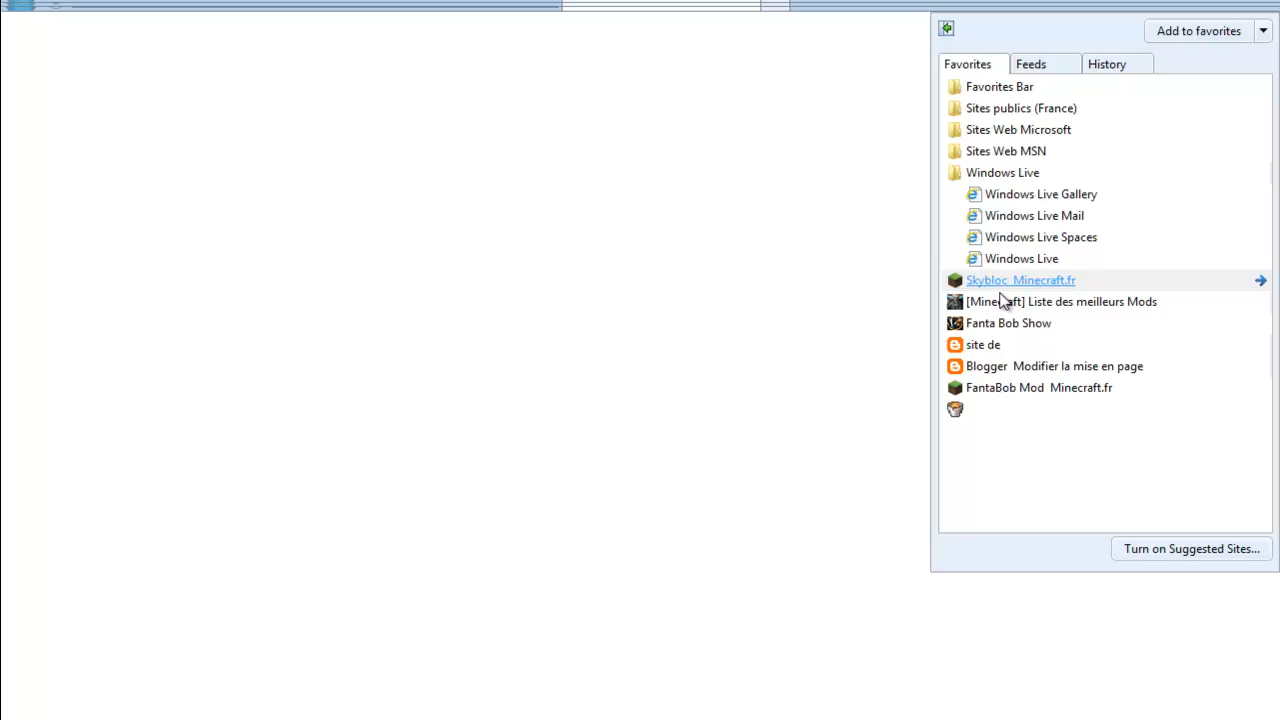 Add to favorites
Favorites
Feeds
History
Favorites Bar
Sites publics (France)
Sites Web Microsoft
Sites Web MSN
Windows Live
Windows Live Gallery
Windows Live Mail
Windows Live Spaces
Windows Live
Skybloc Minecraft.fr
[Minecraft] Liste des meilleurs Mods
Fanta Bob Show
site de
Blogger Modifier la mise en page
FantaBob Mod Minecraft.fr
Turn on Suggested Sites...